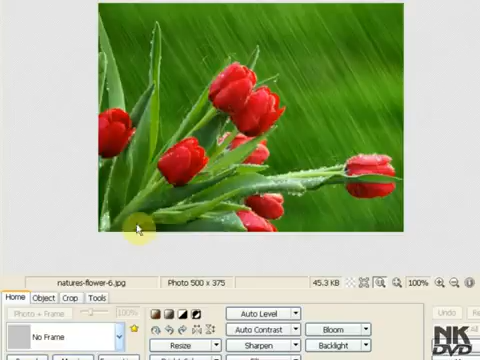 natures-flower-6.jpg Photo 500 x 375 45.3 KB 100%
Home Object Crop Tools
Photo + Frame 100% Auto Level Undo
No Frame Auto Contrast Bloom
Resize Sharpen Backlight
NK
DVD